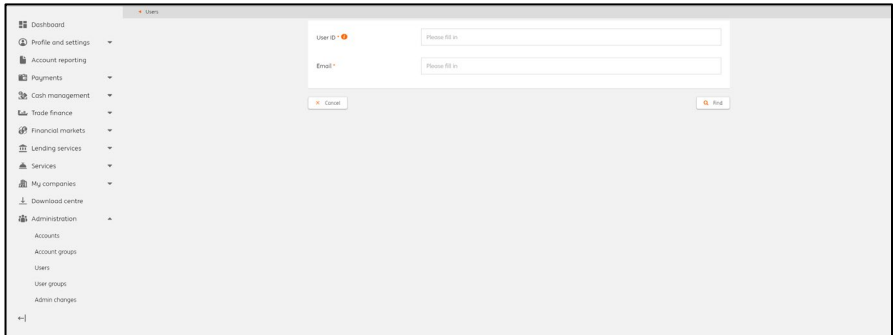 Users
Dashboard
Profile and settings
Account reporting
Payments
Cash management
Trade finance
Financial markets
Lending services
Services
My companies
Download centre
Administration
Accounts
Account groups
Users
User groups
Admin changes
User ID *
Please fill in
Email *
Please fill in
Cancel
Find